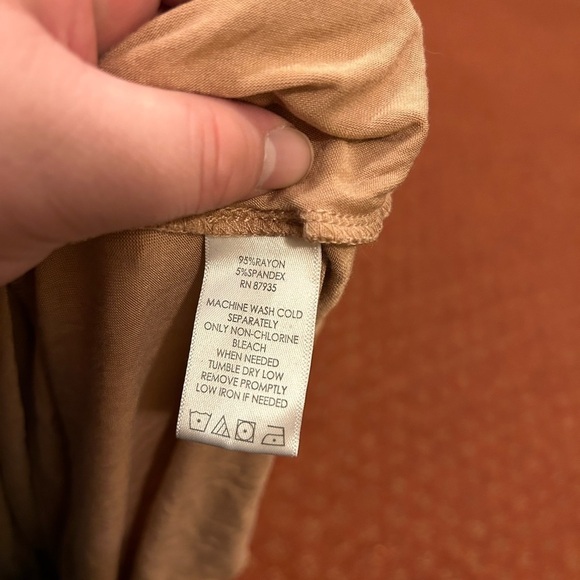 95%RAYON
5%SPANDEX
RN 87935
MACHINE WASH COLD
SEPARATELY
ONLY NON-CHLORINE
BLEACH
WHEN NEEDED
TUMBLE DRY LOW
REMOVE PROMPTLY
LOW IRON IF NEEDED